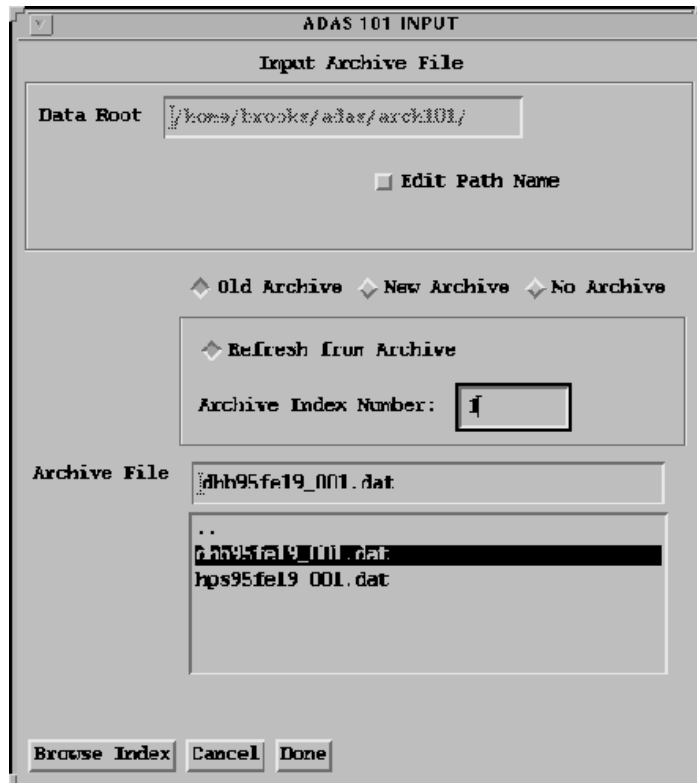 ADAS 101 INPUT
Input Archive File
Data Root /home/brooks/adas/arch101/
Edit Path Name
Old Archive New Archive No Archive
Refresh from Archive
Archive Index Number: 1
Archive File dhb95fe19_001.dat
..
dhb95fe19_001.dat
hps95fe19_001.dat
Browse Index Cancel Done